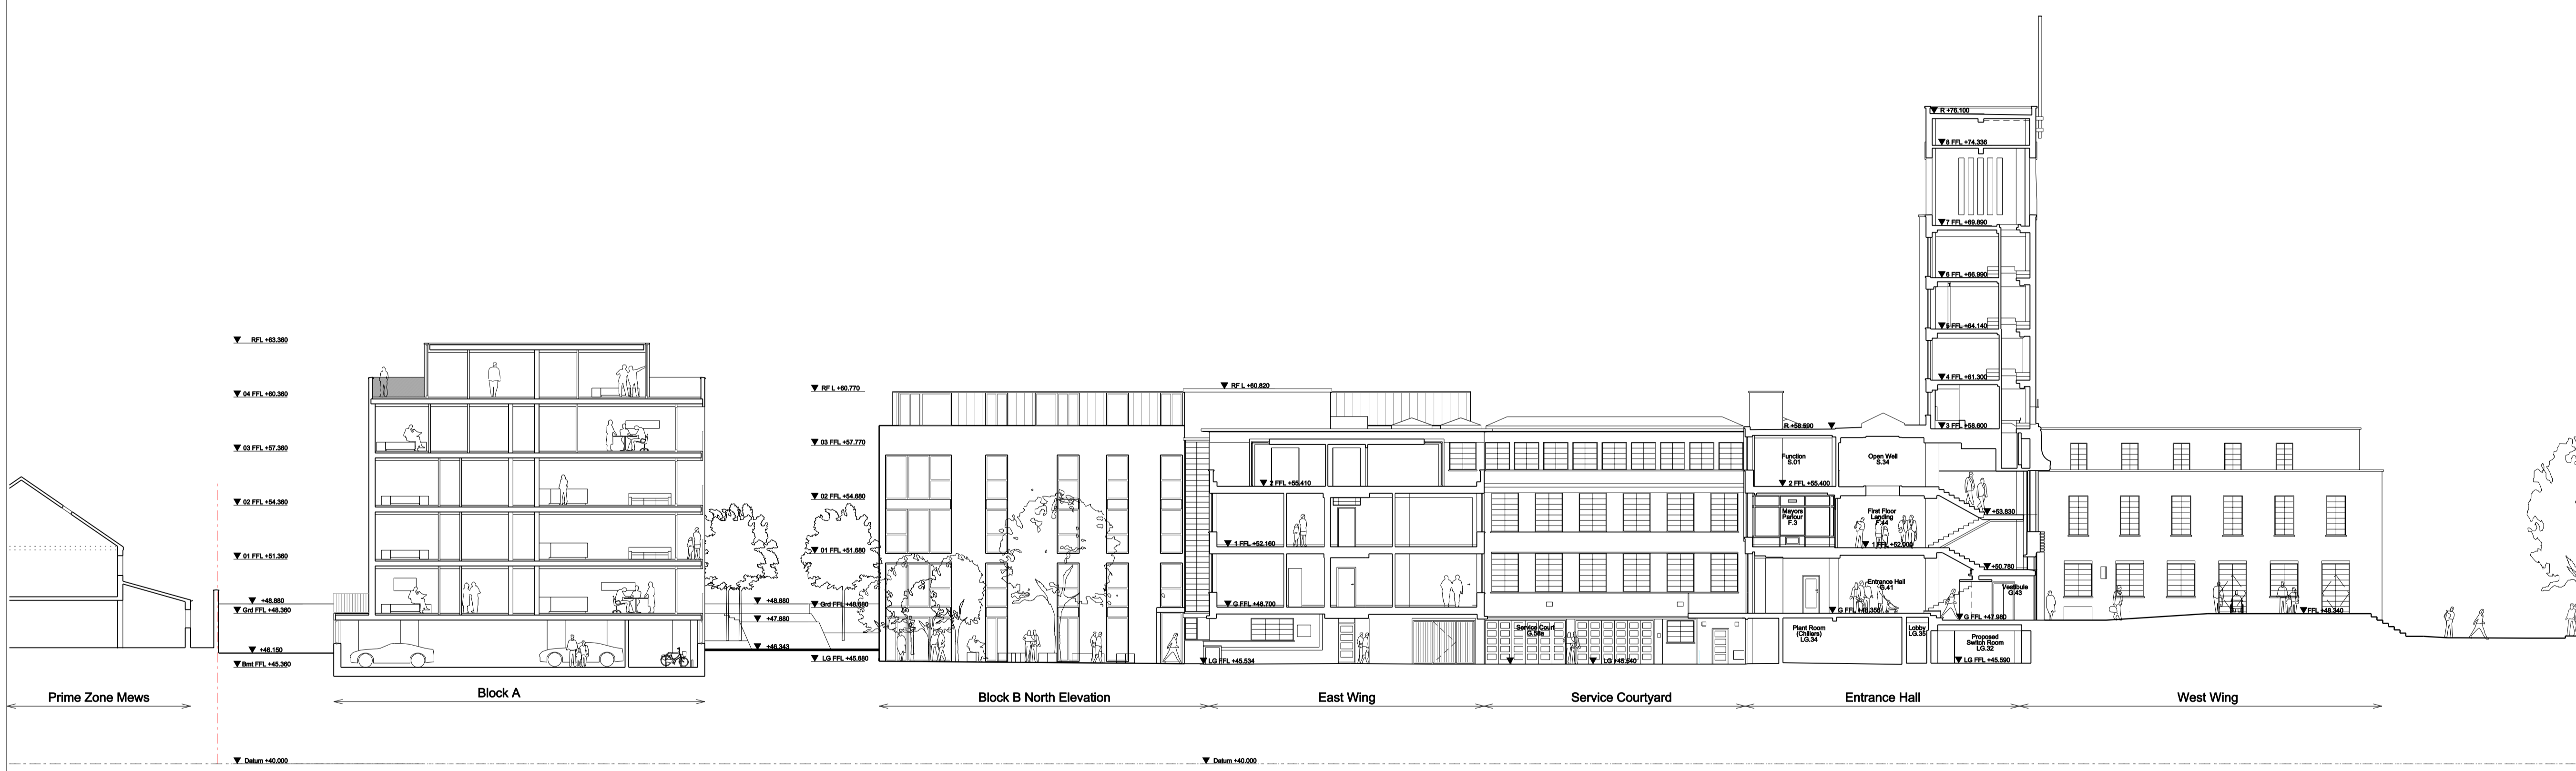 R +76.100
8 FFL +74.336
7 FFL +69.890
6 FFL +66.990
5 FFL +64.140
4 FFL +61.300
3 FFL +58.600
RFL +63.360
04 FFL +60.360
03 FFL +57.360
02 FFL +54.360
01 FFL +51.360
+48.880
Grd FFL +48.360
+46.150
Bmt FFL +45.360
RF L +60.770
03 FFL +57.770
02 FFL +54.680
01 FFL +51.680
+48.880
Grd FFL +48.680
+47.880
+46.343
LG FFL +45.680
RF L +60.820
2 FFL +55.410
1 FFL +52.160
G FFL +48.700
LG FFL +45.534
Service Court
G.58a
LG +45.540
R +58.690
Function
S.01
Open Well
S.34
2 FFL +55.400
Mayors
Parlour
F.3
First Floor
Landing
F.44
+53.830
1 FFL +52.000
+50.780
Entrance Hall
G.41
Vestibule
G.43
G FFL +48.356
G FFL +47.980
FFL +48.340
Plant Room
(Chillers)
LG.34
Lobby
LG.35
Proposed
Switch Room
LG.32
LG FFL +45.590
Prime Zone Mews
Block A
Block B North Elevation
East Wing
Service Courtyard
Entrance Hall
West Wing
Datum +40.000
Datum +40.000